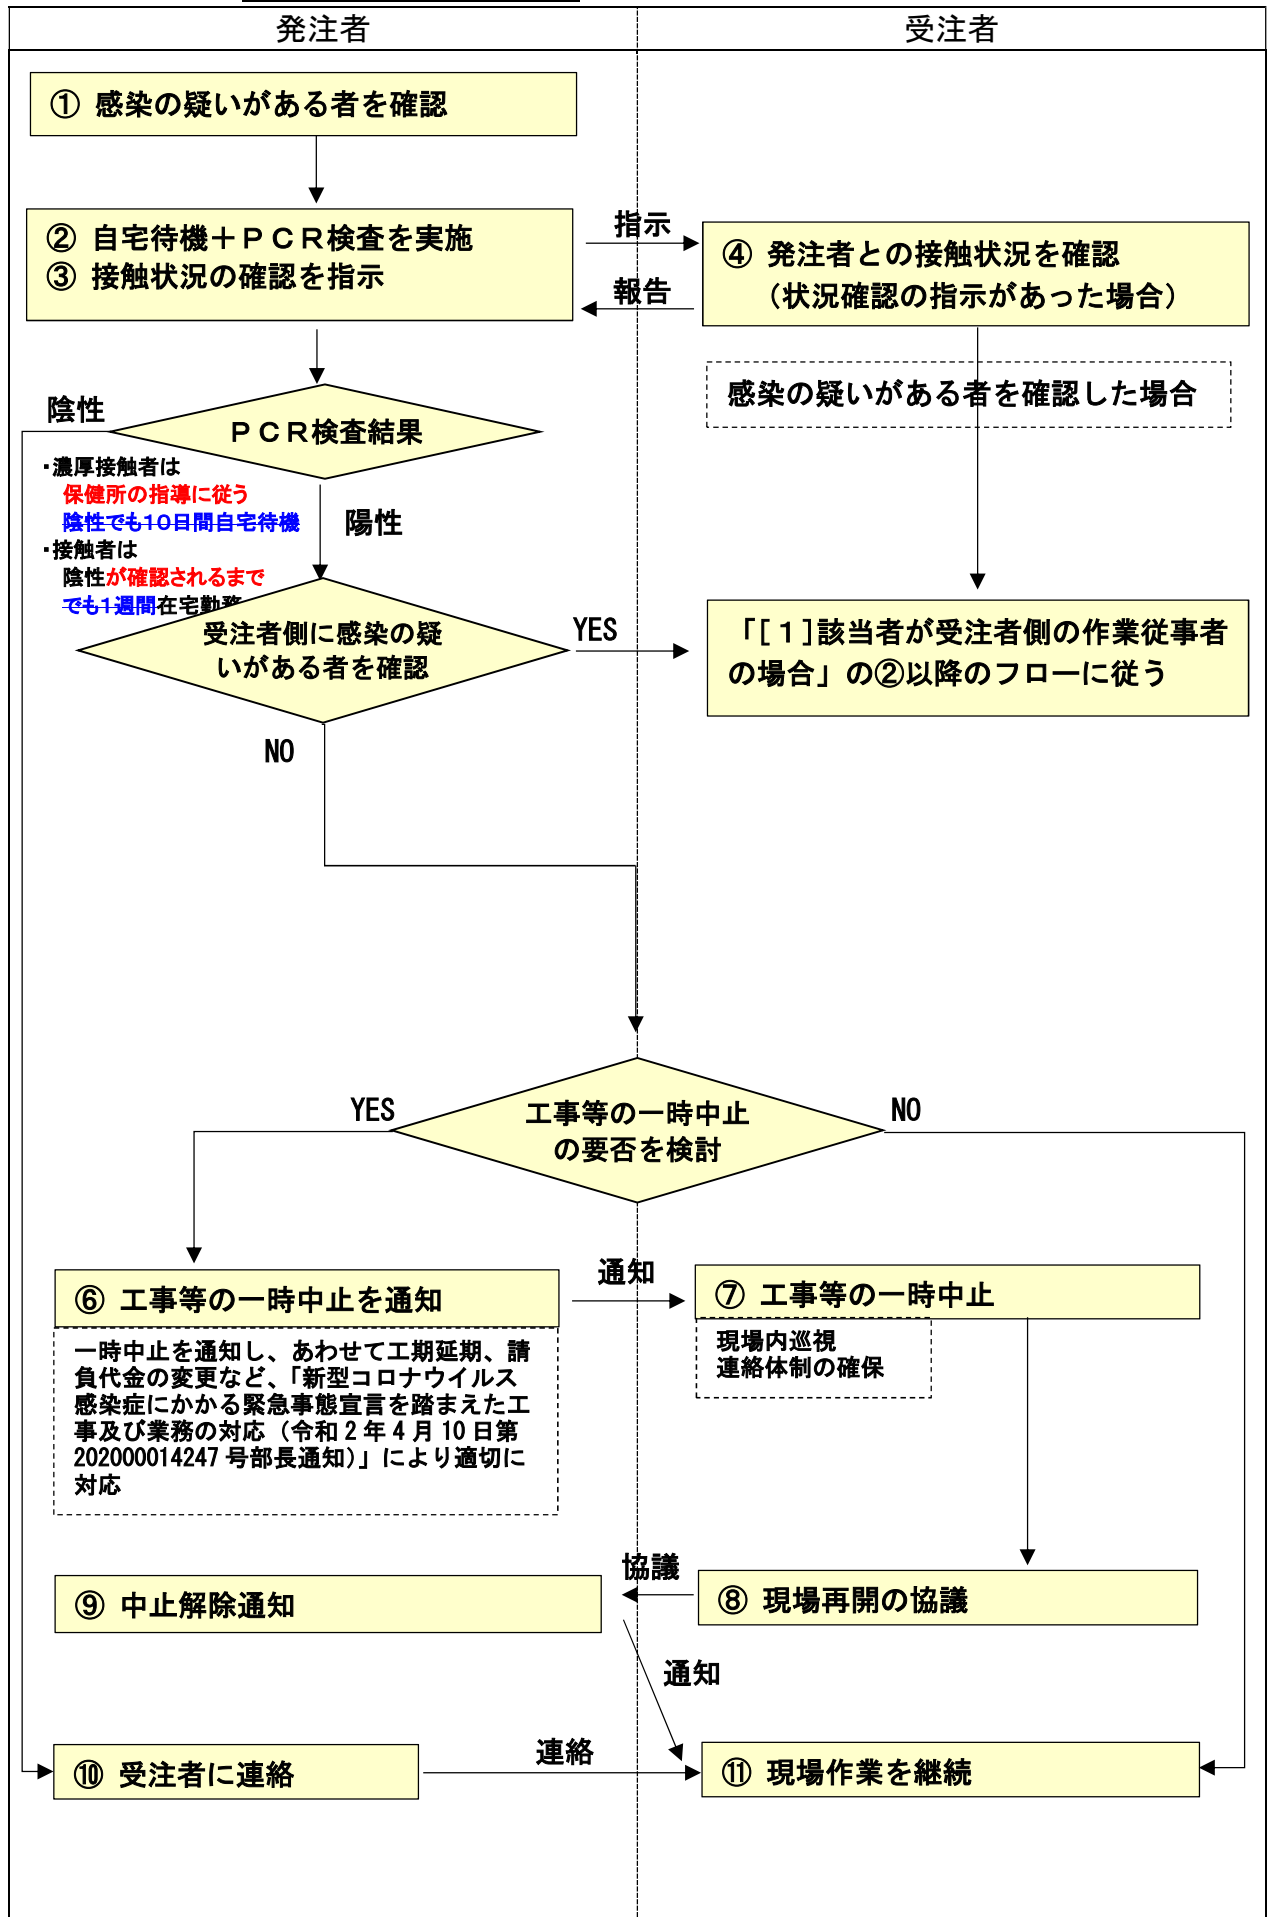 発注者
受注者
① 感染の疑いがある者を確認
② 自宅待機＋ＰＣＲ検査を実施
③ 接触状況の確認を指示
指示
報告
④ 発注者との接触状況を確認
（状況確認の指示があった場合）
感染の疑いがある者を確認した場合
陰性
ＰＣＲ検査結果
・濃厚接触者は
保健所の指導に従う
陰性でも10日間自宅待機
・接触者は
陰性が確認されるまで
でも1週間在宅勤務
陽性
受注者側に感染の疑
いがある者を確認
YES
「[１]該当者が受注者側の作業従事者
の場合」の②以降のフローに従う
NO
工事等の一時中止
の要否を検討
YES
NO
⑥ 工事等の一時中止を通知
通知
⑦ 工事等の一時中止
一時中止を通知し、あわせて工期延期、請
負代金の変更など、「新型コロナウイルス
感染症にかかる緊急事態宣言を踏まえた工
事及び業務の対応（令和２年４月10日第
202000014247号部長通知）」により適切に
対応
現場内巡視
連絡体制の確保
協議
⑨ 中止解除通知
⑧ 現場再開の協議
通知
⑩ 受注者に連絡
連絡
⑪ 現場作業を継続